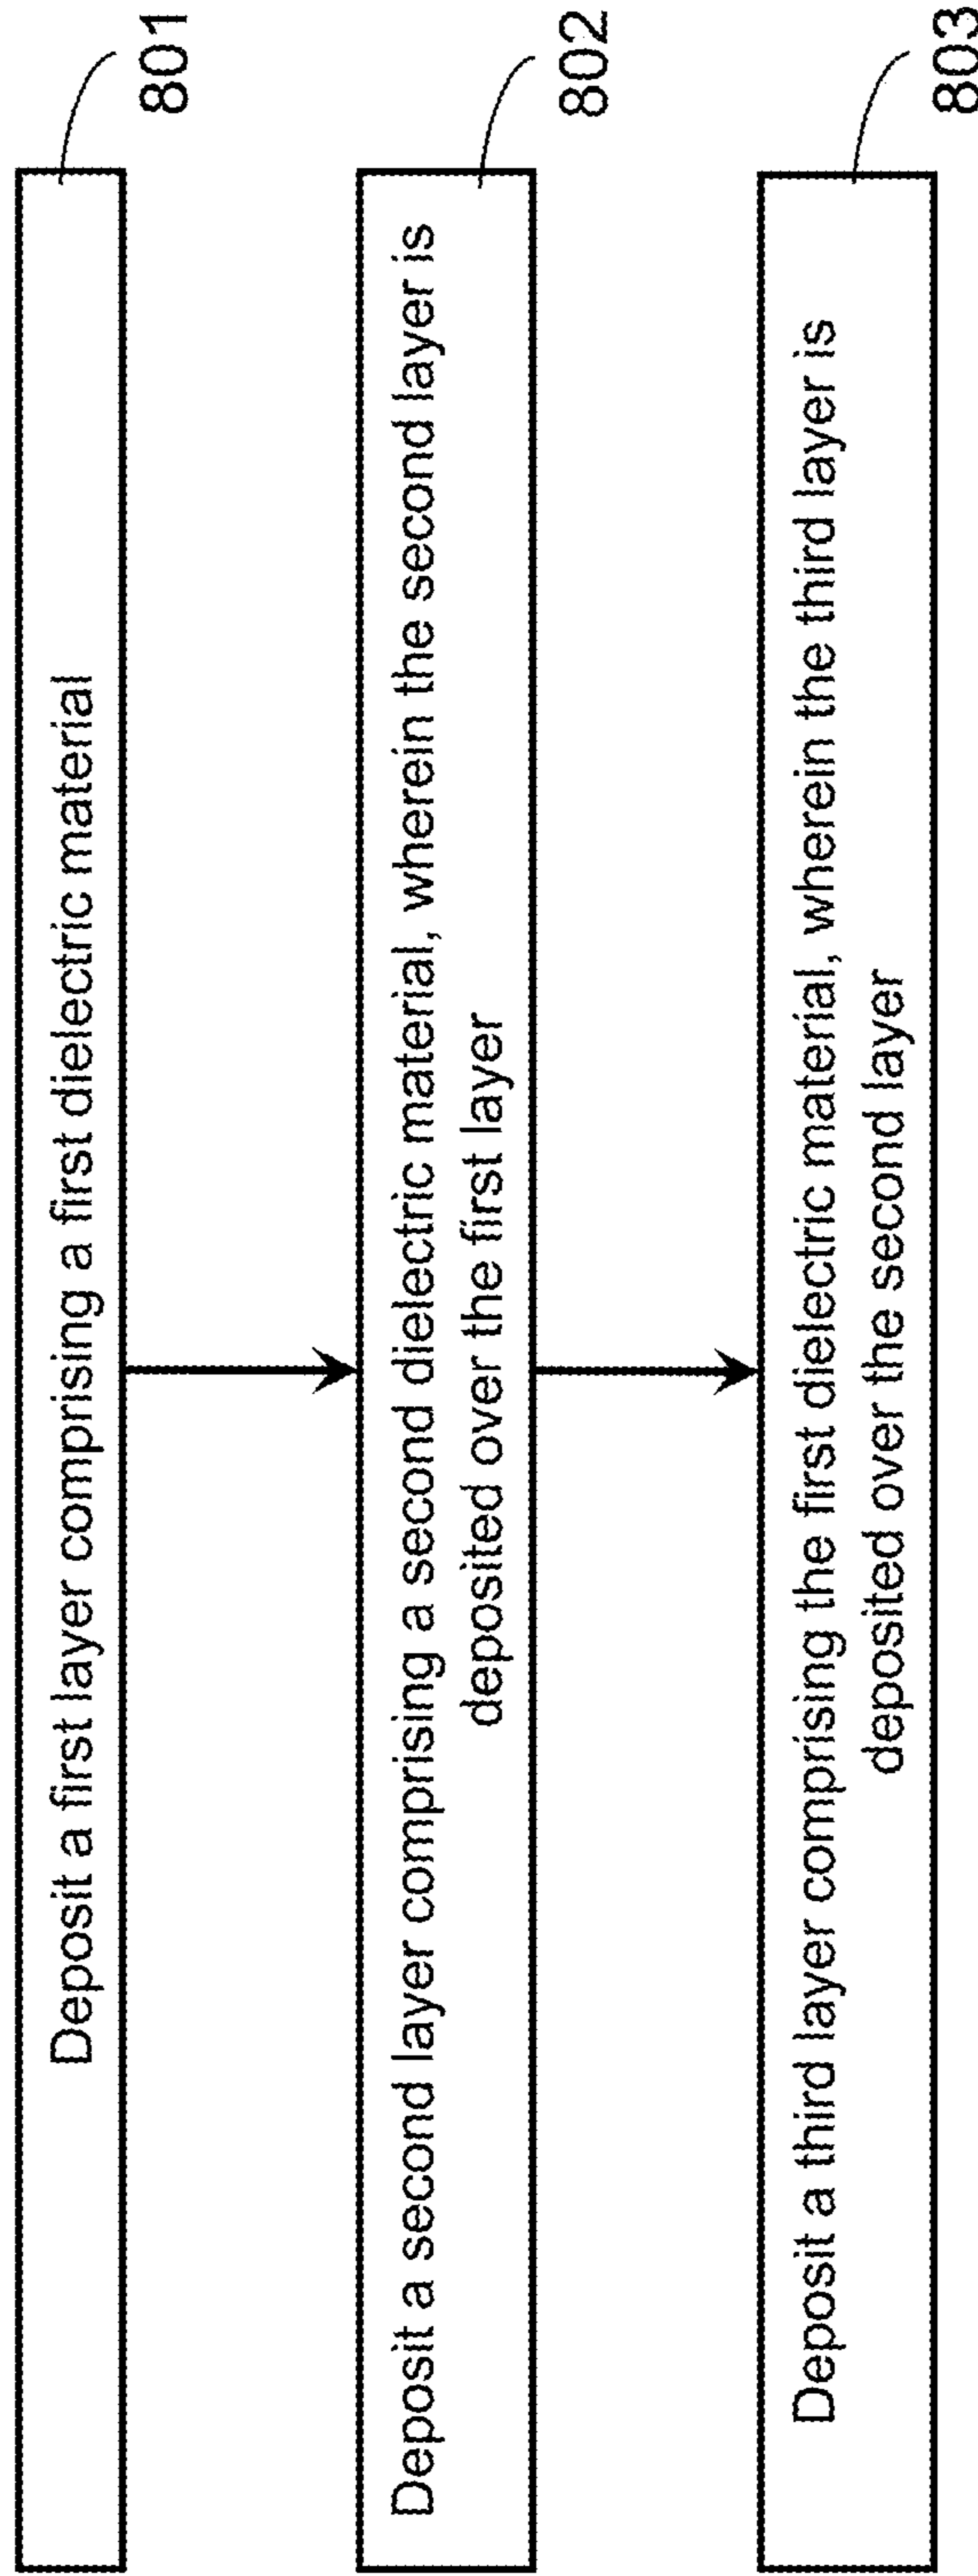 Deposit a first layer comprising a first dielectric material
801
Deposit a second layer comprising a second dielectric material, wherein the second layer is
deposited over the first layer
802
Deposit a third layer comprising the first dielectric material, wherein the third layer is
deposited over the second layer
803